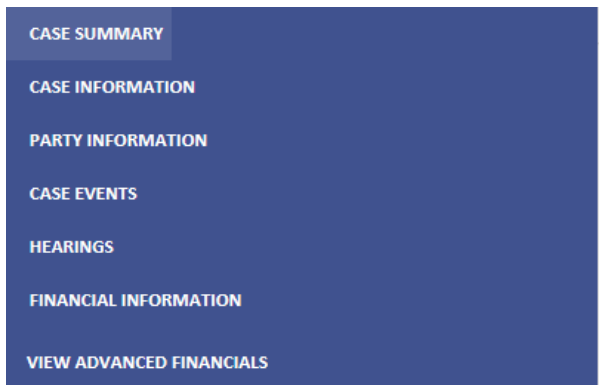 CASE SUMMARY
CASE INFORMATION
PARTY INFORMATION
CASE EVENTS
HEARINGS
FINANCIAL INFORMATION
VIEW ADVANCED FINANCIALS